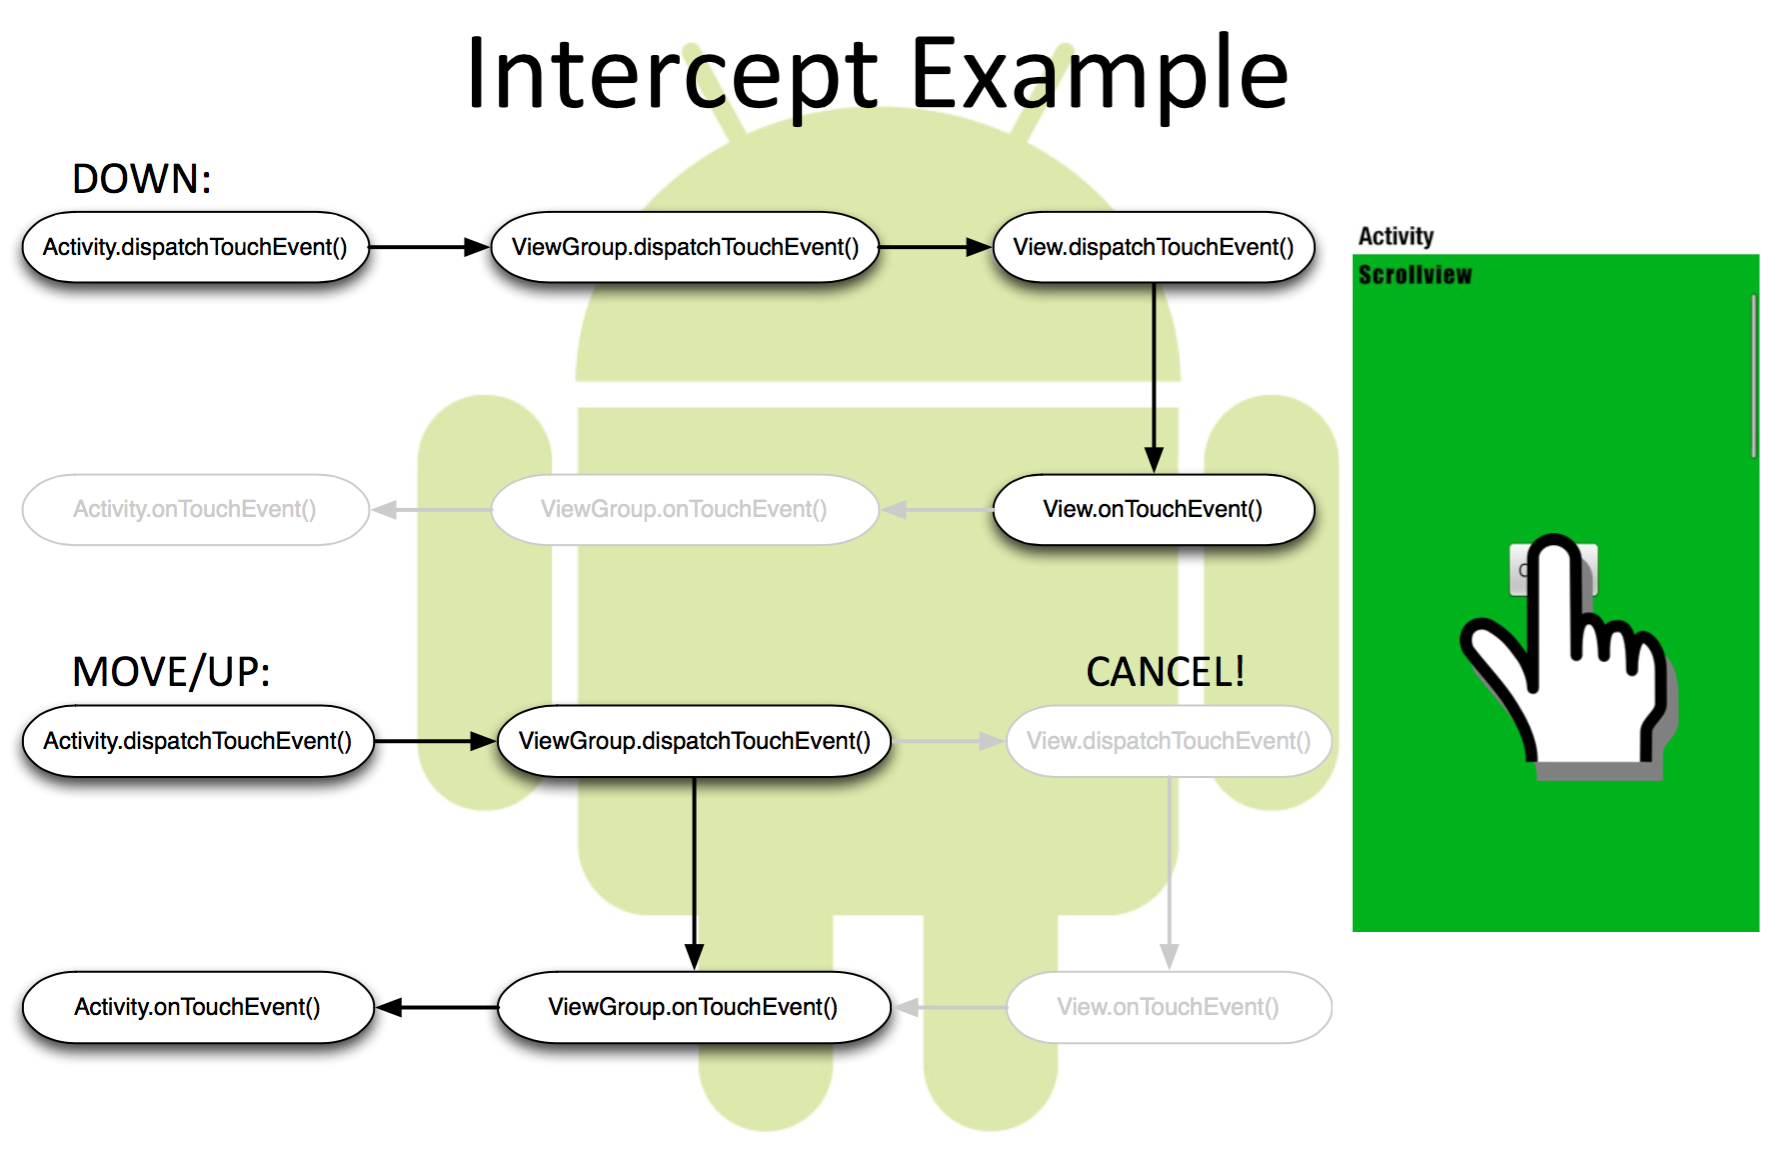 Intercept Example
DOWN:
Activity.dispatchTouchEvent()
ViewGroup.dispatchTouchEvent()
View.dispatchTouchEvent()
Activity.onTouchEvent()
ViewGroup.onTouchEvent()
View.onTouchEvent()
MOVE/UP:
CANCEL!
Activity.dispatchTouchEvent()
ViewGroup.dispatchTouchEvent()
View.dispatchTouchEvent()
Activity.onTouchEvent()
ViewGroup.onTouchEvent()
View.onTouchEvent()
Activity
Scrollview